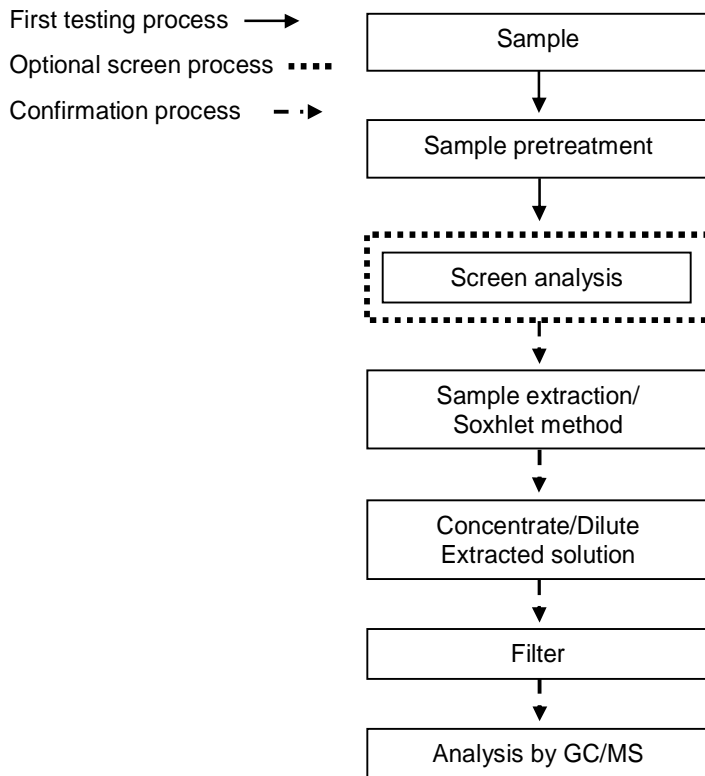 First testing process
Optional screen process
Confirmation process
Sample
Sample pretreatment
Screen analysis
Sample extraction/
Soxhlet method
Concentrate/Dilute
Extracted solution
Filter
Analysis by GC/MS